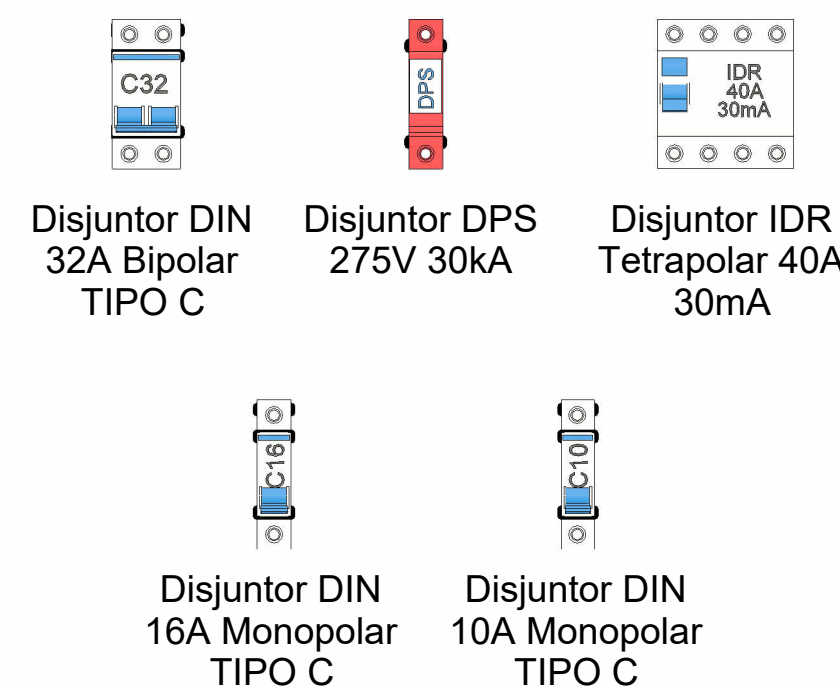 C32
DPS
IDR
40A
30mA
Disjuntor DIN
32A Bipolar
TIPO C
Disjuntor DPS
275V 30kA
Disjuntor IDR
Tetrapolar 40A
30mA
C16
C10
Disjuntor DIN
16A Monopolar
TIPO C
Disjuntor DIN
10A Monopolar
TIPO C